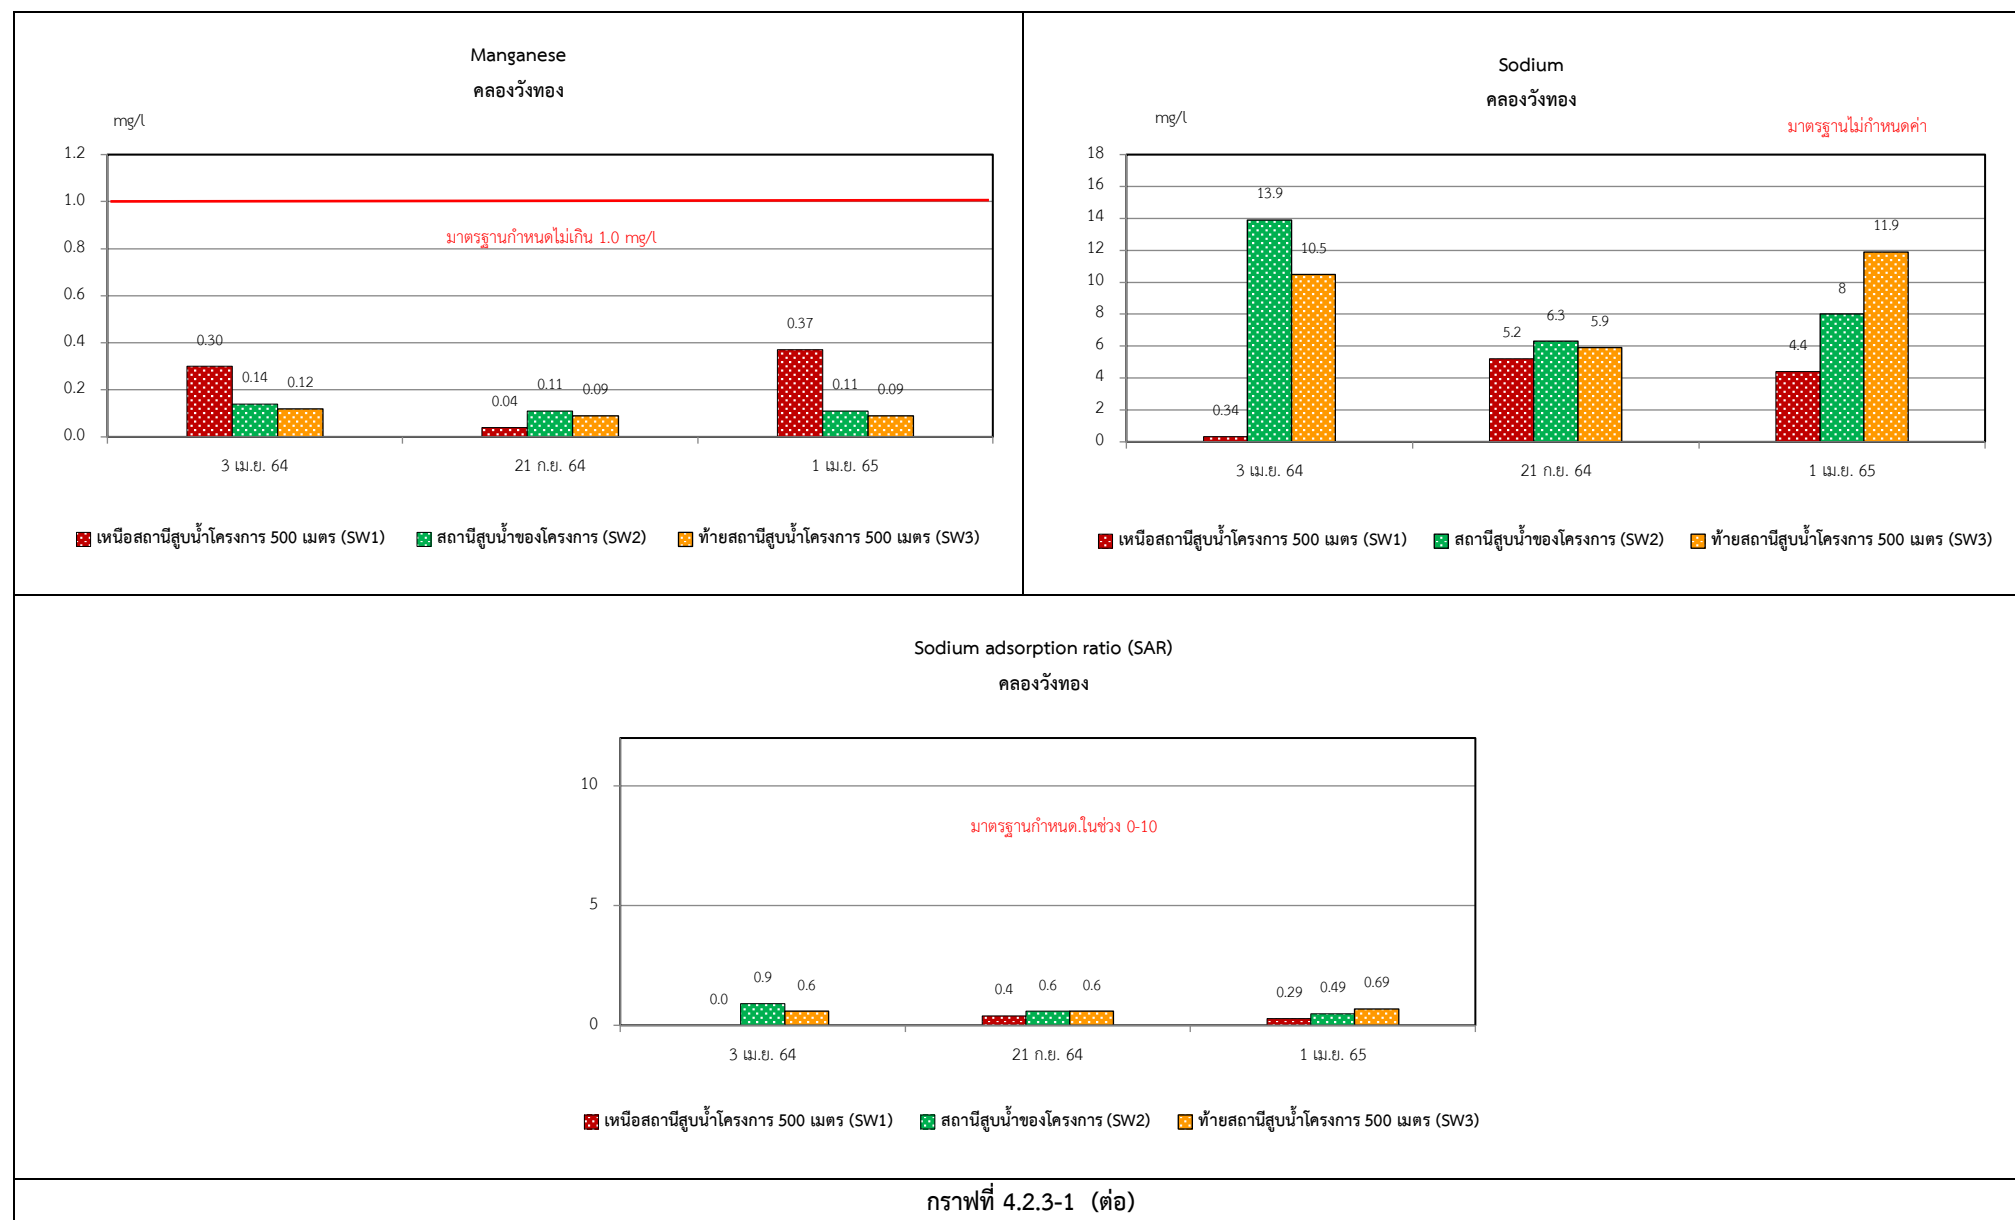 Manganese
คลองวังทอง
mg/l
1.2
1.0
0.8
0.6
0.4
0.2
0.0
มาตรฐานกำหนดไม่เกิน 1.0 mg/l
0.30
0.14
0.12
0.04
0.11
0.09
0.37
0.11
0.09
3 เม.ย. 64
21 ก.ย. 64
1 เม.ย. 65
เหนือสถานีสูบน้ำโครงการ 500 เมตร (SW1)
สถานีสูบน้ำของโครงการ (SW2)
ท้ายสถานีสูบน้ำโครงการ 500 เมตร (SW3)
Sodium
คลองวังทอง
mg/l
มาตรฐานไม่กำหนดค่า
18
16
14
12
10
8
6
4
2
0
0.34
13.9
10.5
5.2
6.3
5.9
4.4
8
11.9
3 เม.ย. 64
21 ก.ย. 64
1 เม.ย. 65
เหนือสถานีสูบน้ำโครงการ 500 เมตร (SW1)
สถานีสูบน้ำของโครงการ (SW2)
ท้ายสถานีสูบน้ำโครงการ 500 เมตร (SW3)
Sodium adsorption ratio (SAR)
คลองวังทอง
10
5
0
มาตรฐานกำหนด.ในช่วง 0-10
0.0
0.9
0.6
0.4
0.6
0.6
0.29
0.49
0.69
3 เม.ย. 64
21 ก.ย. 64
1 เม.ย. 65
เหนือสถานีสูบน้ำโครงการ 500 เมตร (SW1)
สถานีสูบน้ำของโครงการ (SW2)
ท้ายสถานีสูบน้ำโครงการ 500 เมตร (SW3)
กราฟที่ 4.2.3-1 (ต่อ)